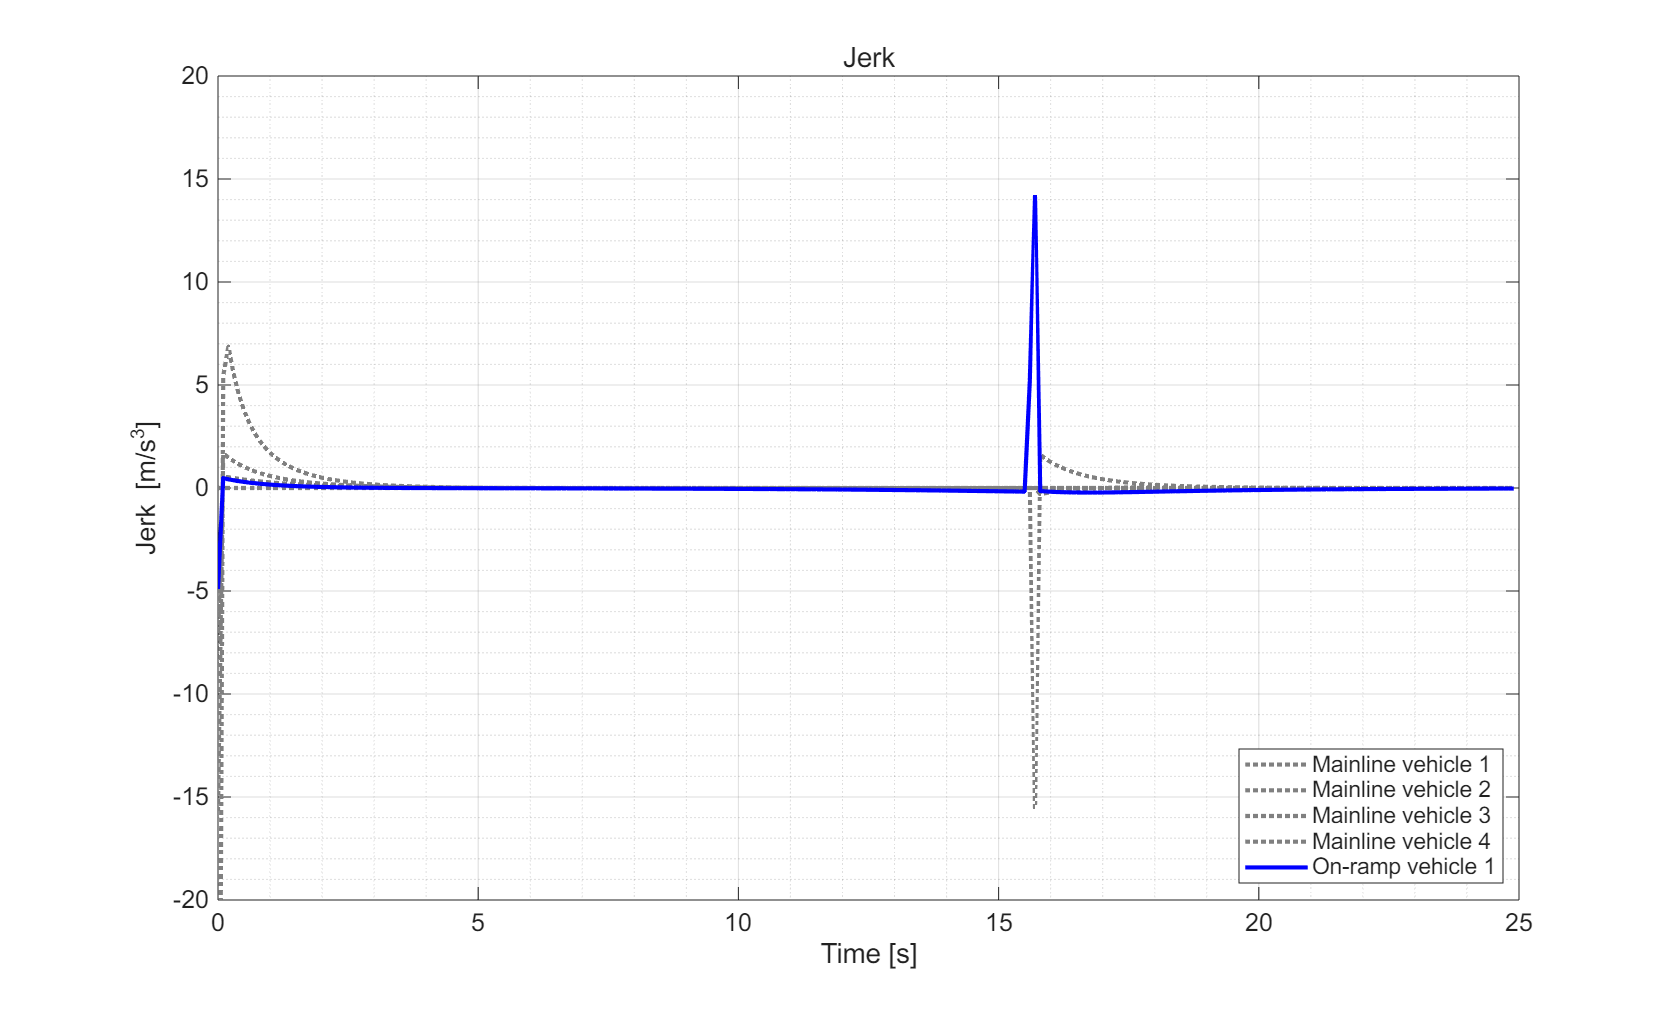 Jerk
20
15
10
5
0
-5
-10
-15
-20
Jerk [m/s³]
0 5 10 15 20 25
Time [s]
Mainline vehicle 1
Mainline vehicle 2
Mainline vehicle 3
Mainline vehicle 4
On-ramp vehicle 1